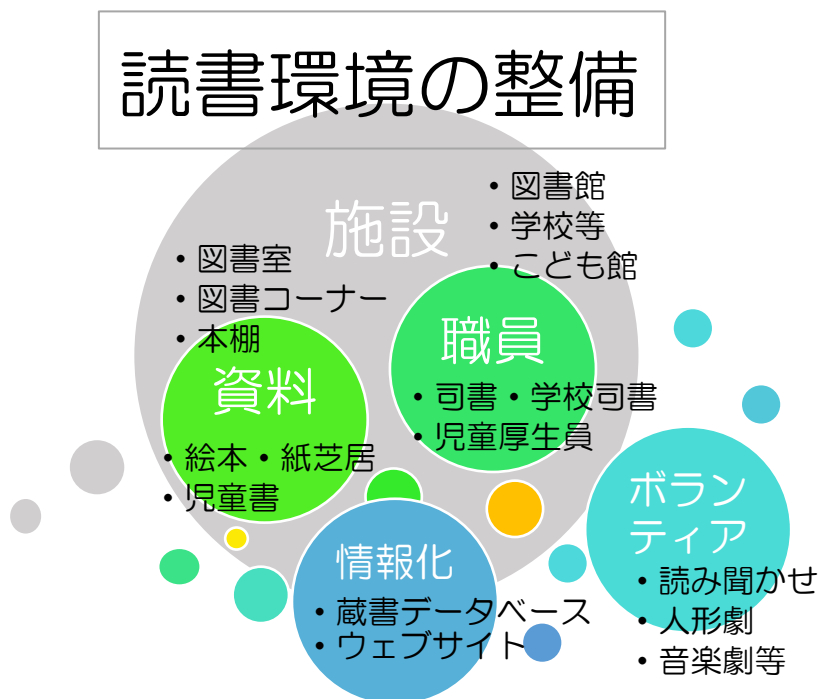 読書環境の整備
施設
・図書館
・学校等
・こども館
・図書室
・図書コーナー
・本棚
職員
・司書・学校司書
・児童厚生員
資料
・絵本・紙芝居
・児童書
情報化
・蔵書データベース
・ウェブサイト
ボラン
ティア
・読み聞かせ
・人形劇
・音楽劇等